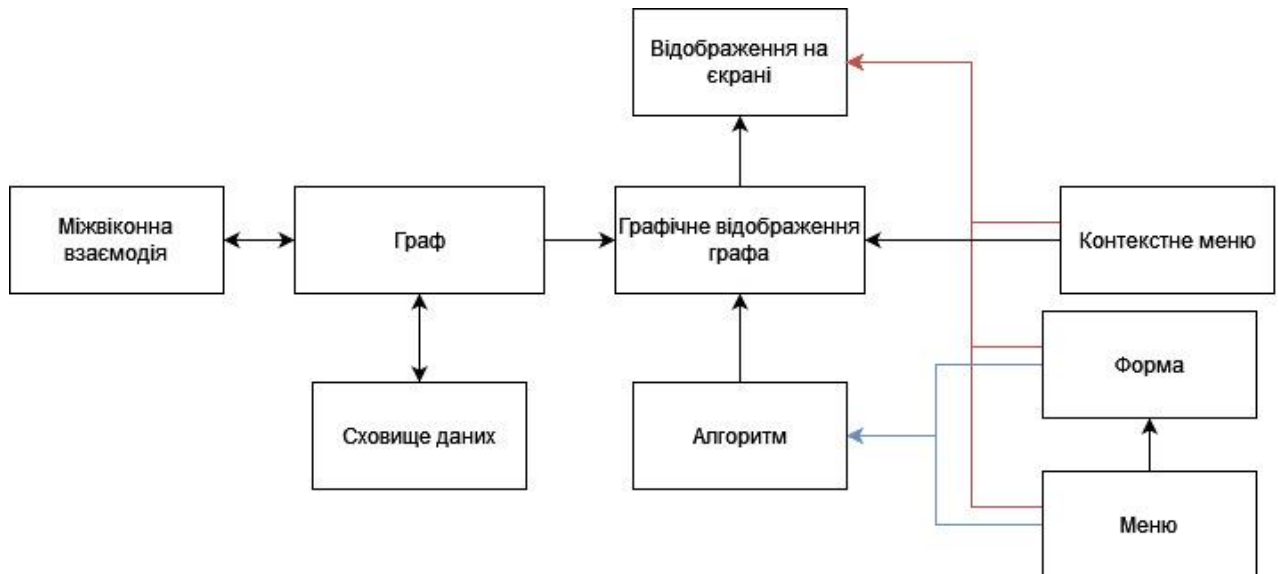 Відображення на
єкрані
Міжвіконна
взаємодія
Граф
Графічне відображення
графа
Контекстне меню
Форма
Сховище даних
Алгоритм
Меню